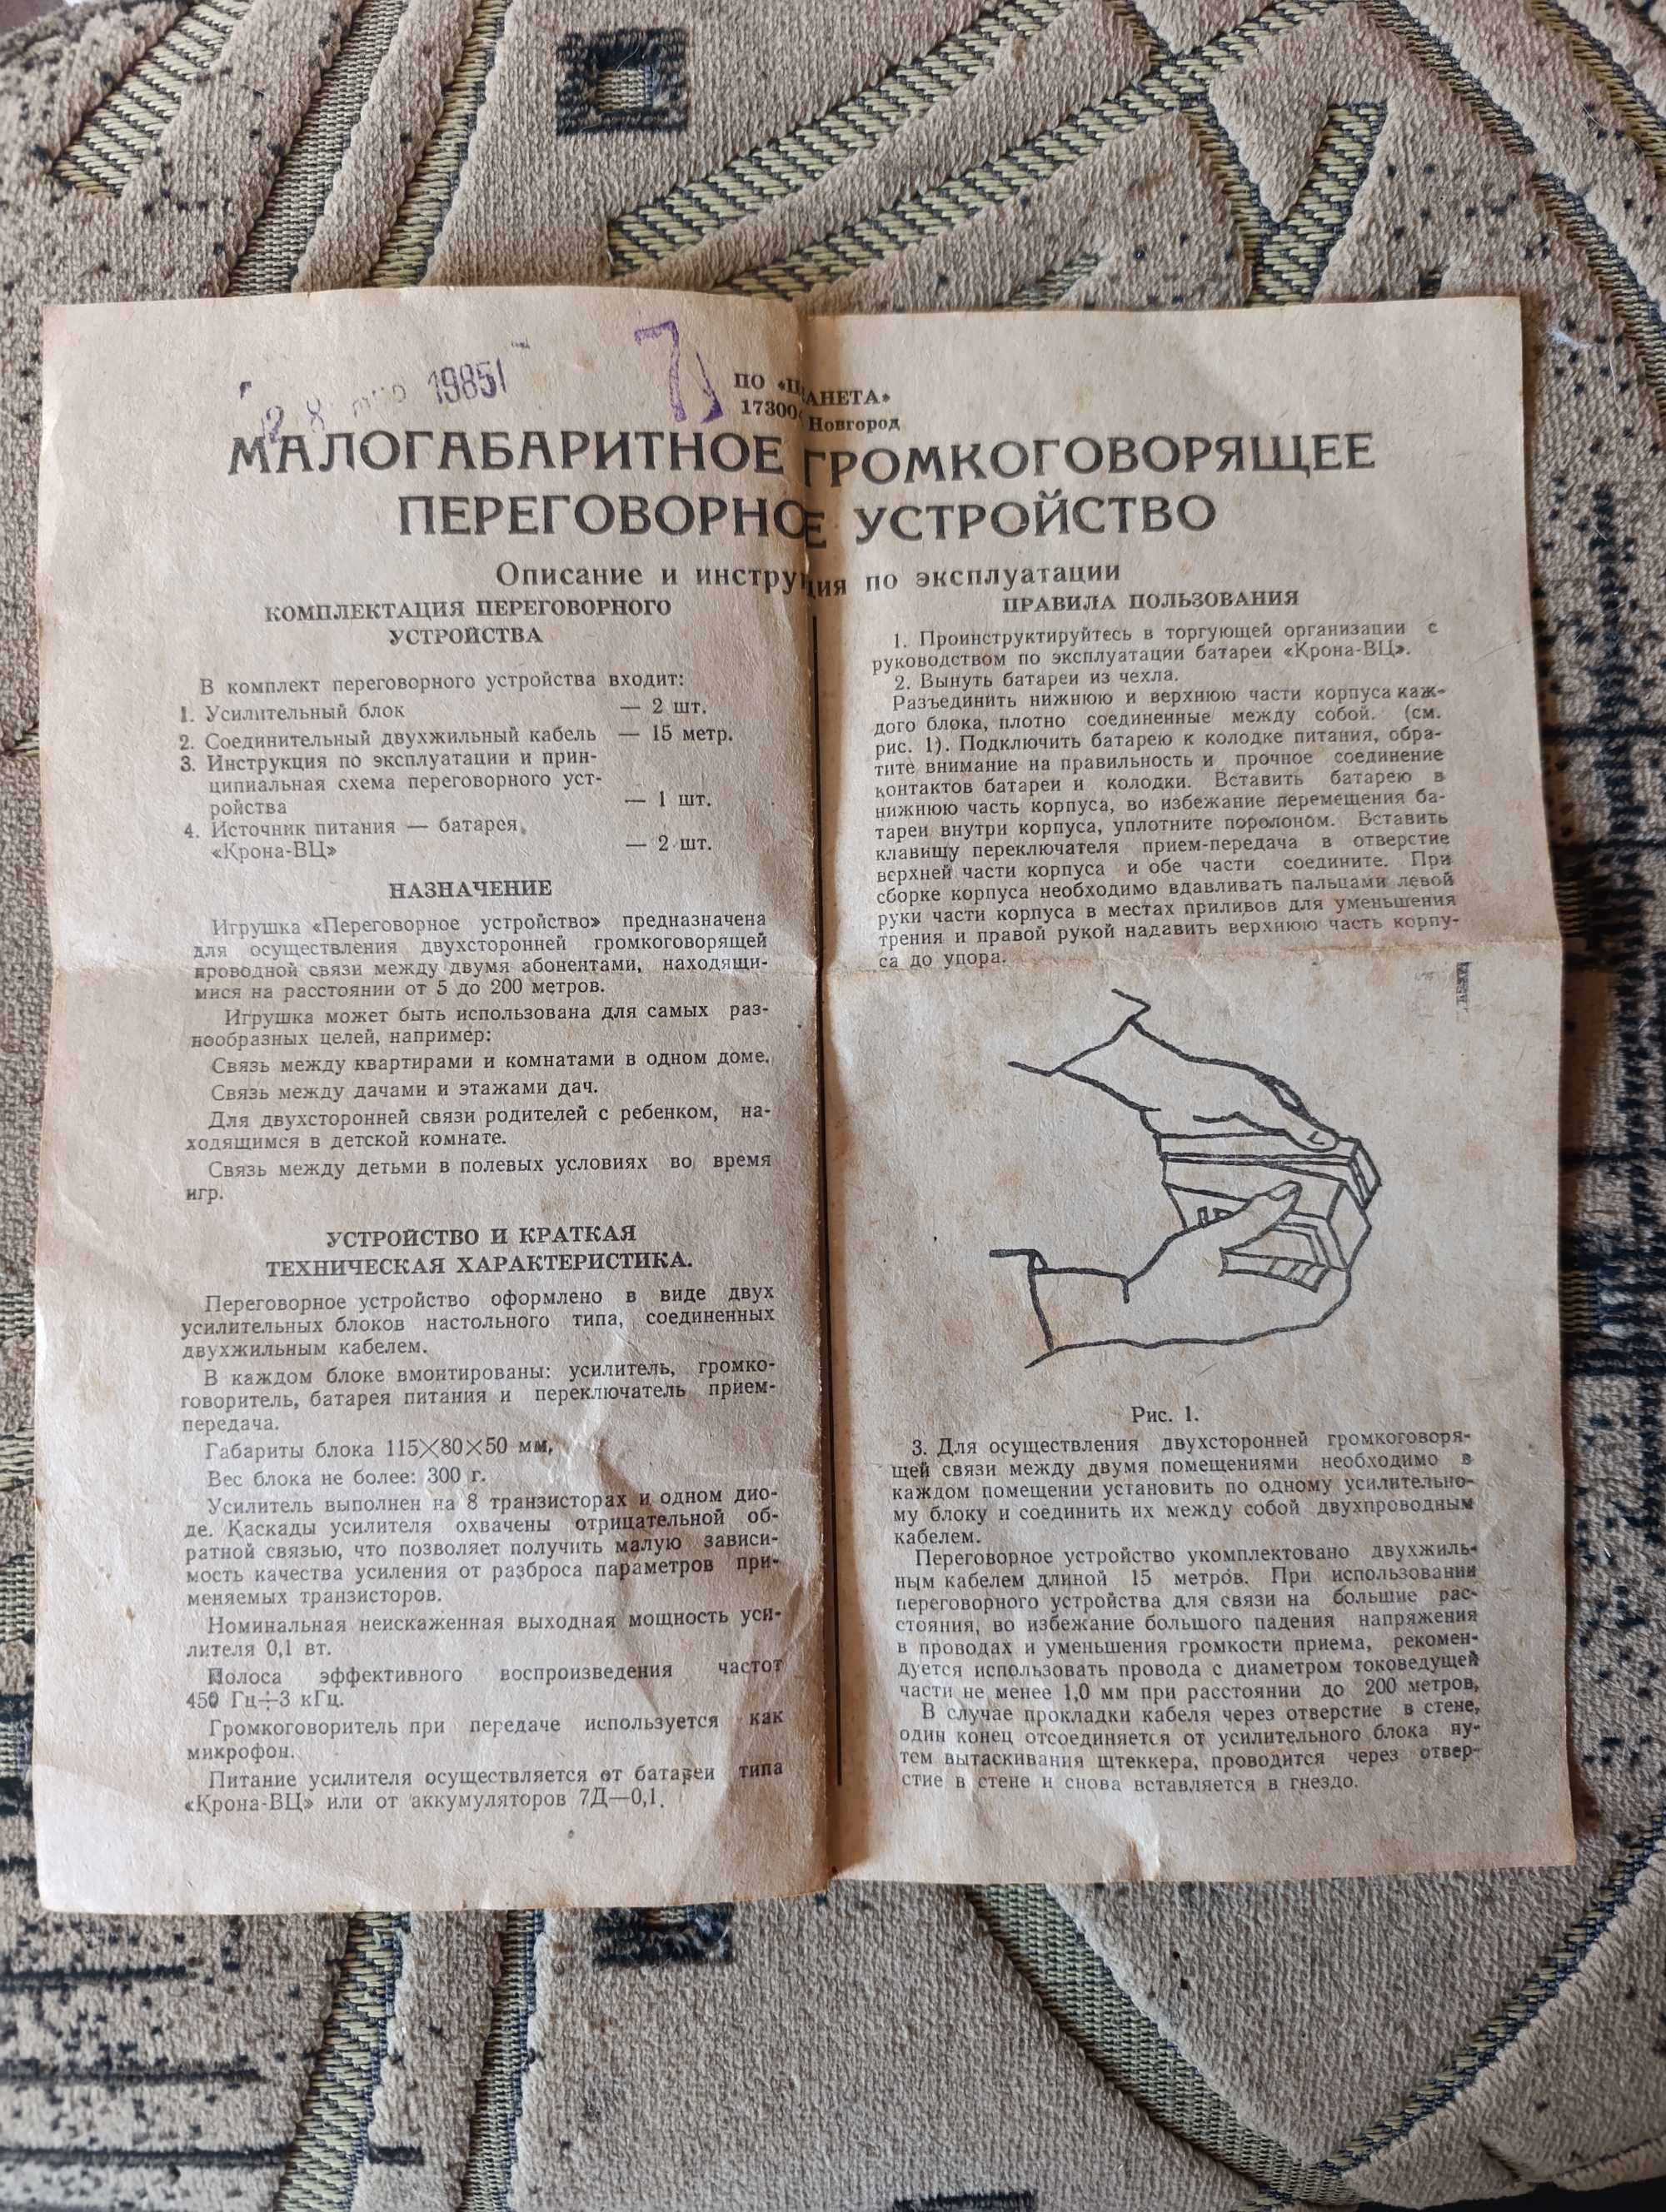 1985г
ПО «ПЛАНЕТА»
Новгород
МАЛОГАБАРИТНОЕ ГРОМКОГОВОРЯЩЕЕ
ПЕРЕГОВОРНОЕ УСТРОЙСТВО
Описание и инструкция по эксплуатации
КОМПЛЕКТАЦИЯ ПЕРЕГОВОРНОГО
УСТРОЙСТВА
В комплект переговорного устройства входит:
1. Усилительный блок — 2 шт.
2. Соединительный двухжильный кабель — 15 метр.
3. Инструкция по эксплуатации и прин-
ципиальная схема переговорного уст-
ройства — 1 шт.
4. Источник питания — батарея
«Крона-ВЦ» — 2 шт.
НАЗНАЧЕНИЕ
Игрушка «Переговорное устройство» предназначена
для осуществления двухсторонней громкоговорящей
проводной связи между двумя абонентами, находящи-
мися на расстоянии от 5 до 200 метров.
Игрушка может быть использована для самых раз-
нообразных целей, например:
Связь между квартирами и комнатами в одном доме.
Связь между дачами и этажами дач.
Для двухсторонней связи родителей с ребенком, на-
ходящимся в детской комнате.
Связь между детьми в полевых условиях во время
игр.
УСТРОЙСТВО И КРАТКАЯ
ТЕХНИЧЕСКАЯ ХАРАКТЕРИСТИКА.
Переговорное устройство оформлено в виде двух
усилительных блоков настольного типа, соединенных
двухжильным кабелем.
В каждом блоке вмонтированы: усилитель, громко-
говоритель, батарея питания и переключатель прием-
передача.
Габариты блока 115×80×50 мм.
Вес блока не более: 300 г.
Усилитель выполнен на 8 транзисторах и одном дио-
де. Каскады усилителя охвачены отрицательной об-
ратной связью, что позволяет получить малую зависи-
мость качества усиления от разброса параметров при-
меняемых транзисторов.
Номинальная неискаженная выходная мощность уси-
лителя 0,1 вт.
Полоса эффективного воспроизведения частот
450 Гц÷3 кГц.
Громкоговоритель при передаче используется как
микрофон.
Питание усилителя осуществляется от батареи типа
«Крона-ВЦ» или от аккумуляторов 7Д—0,1.
ПРАВИЛА ПОЛЬЗОВАНИЯ
1. Проинструктируйтесь в торгующей организации с
руководством по эксплуатации батареи «Крона-ВЦ».
2. Вынуть батареи из чехла.
Разъединить нижнюю и верхнюю части корпуса каж-
дого блока, плотно соединенные между собой. (см.
рис. 1). Подключить батарею к колодке питания, обра-
тите внимание на правильность и прочное соединение
контактов батареи и колодки. Вставить батарею в
нижнюю часть корпуса, во избежание перемещения ба-
тареи внутри корпуса, уплотните поролоном. Вставить
клавишу переключателя прием-передача в отверстие
верхней части корпуса и обе части соедините. При
сборке корпуса необходимо вдавливать пальцами левой
руки части корпуса в местах приливов для уменьшения
трения и правой рукой надавить верхнюю часть корпу-
са до упора.
Рис. 1.
3. Для осуществления двухсторонней громкоговоря-
щей связи между двумя помещениями необходимо в
каждом помещении установить по одному усилительно-
му блоку и соединить их между собой двухпроводным
кабелем.
Переговорное устройство укомплектовано двухжиль-
ным кабелем длиной 15 метров. При использовании
переговорного устройства для связи на большие рас-
стояния, во избежание большого падения напряжения
в проводах и уменьшения громкости приема, рекомен-
дуется использовать провода с диаметром токоведущей
части не менее 1,0 мм при расстоянии до 200 метров,
В случае прокладки кабеля через отверстие в стене,
один конец отсоединяется от усилительного блока пу-
тем вытаскивания штеккера, проводится через отвер-
стие в стене и снова вставляется в гнездо.